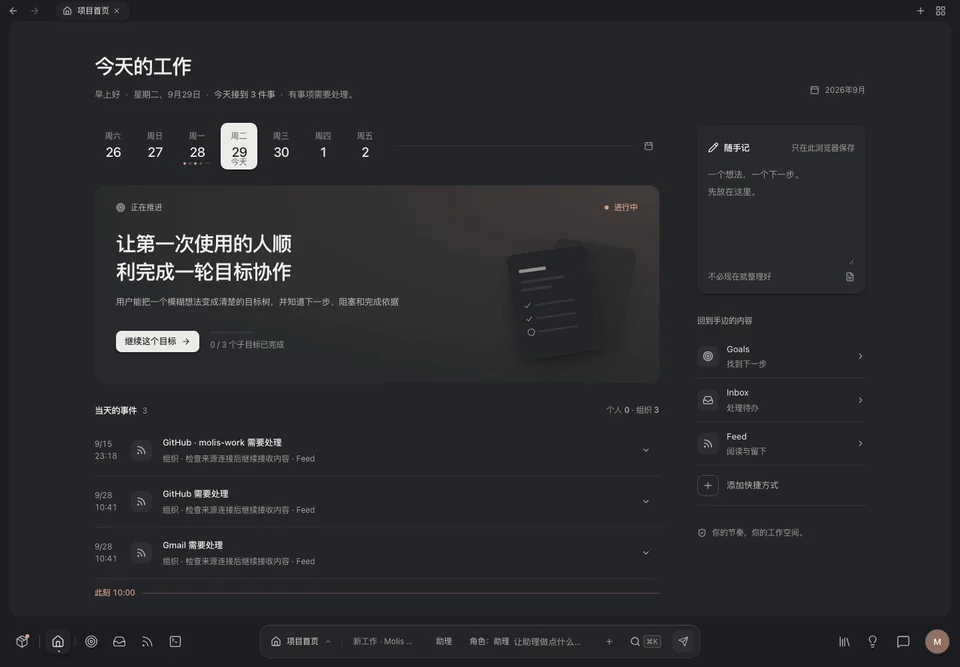 项目首页
今天的工作
早上好 · 星期二，9月29日 · 今天接到 3 件事 · 有事项需要处理。
2026年9月
周六 周日 周一 周二 周三 周四 周五
26 27 28 29 30 1 2
今天
正在推进
进行中
让第一次使用的人顺
利完成一轮目标协作
用户能把一个模糊想法变成清楚的目标树，并知道下一步、阻塞和完成依据
继续这个目标 →
0 / 3 个子目标已完成
当天的事件 3
个人 0 · 组织 3
9/15
23:18
GitHub · molis-work 需要处理
组织 · 检查来源连接后继续接收内容 · Feed
9/28
10:41
GitHub 需要处理
组织 · 检查来源连接后继续接收内容 · Feed
9/28
10:41
Gmail 需要处理
组织 · 检查来源连接后继续接收内容 · Feed
此刻 10:00
随手记
只在此浏览器保存
一个想法，一个下一步。
先放在这里。
不必现在就整理好
回到手边的内容
Goals
找到下一步
Inbox
处理待办
Feed
阅读与留下
添加快捷方式
你的节奏，你的工作空间。
项目首页
新工作 · Molis ...
助理
角色：助理
让助理做点什么...
⌘K
M